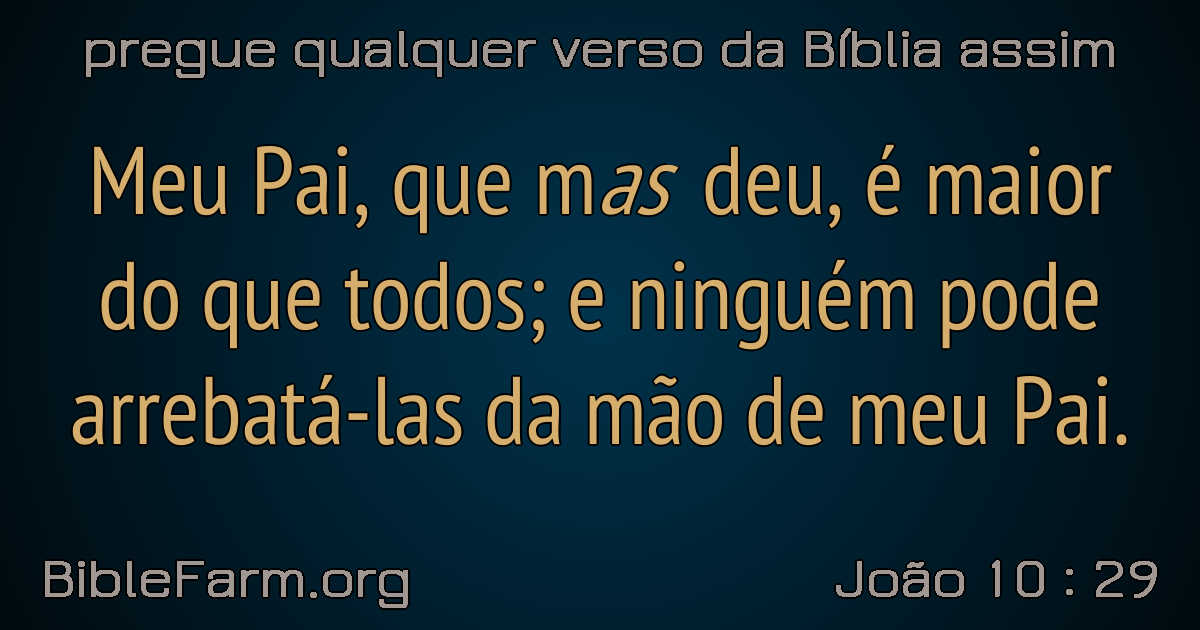 pregue qualquer verso da Bíblia assim
Meu Pai, que mas deu, é maior
do que todos; e ninguém pode
arrebatá-las da mão de meu Pai.
BibleFarm.org
João 10 : 29